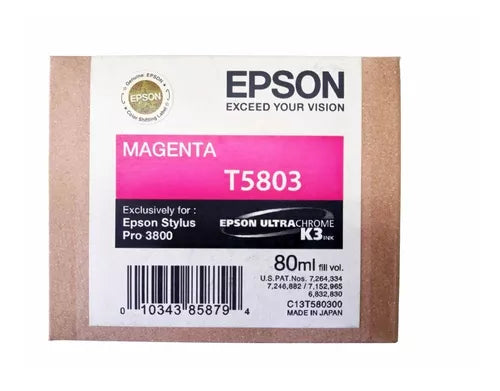 Genuine EPSON
EPSON
Color Shifting Label
EPSON
EXCEED YOUR VISION
MAGENTA
T5803
Exclusively for :
Epson Stylus
Pro 3800
EPSON ULTRACHROME
K3 INK
80ml fill vol.
U.S.PAT.Nos. 7,264,334
7,246,882 / 7,152,965
6,832,830
C13T580300
MADE IN JAPAN
0 10343 85879 4